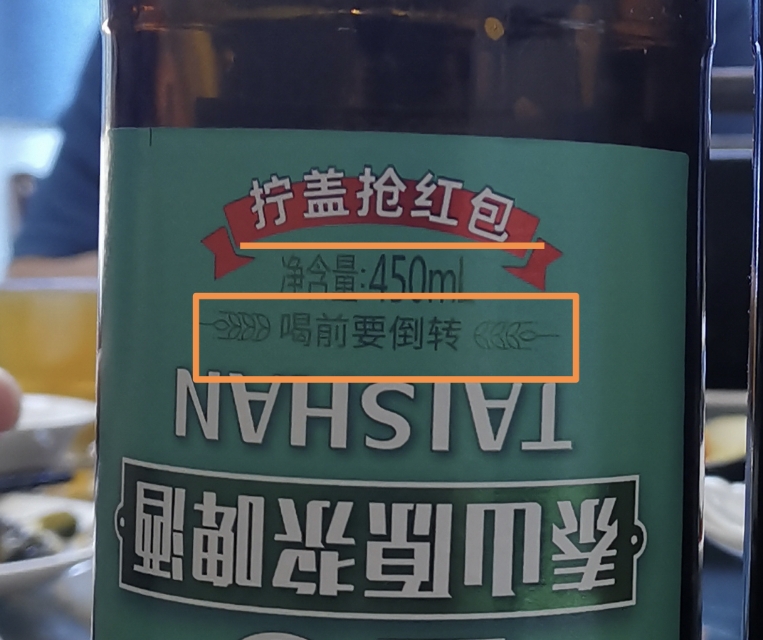 拧盖抢红包
净含量:450mL
喝前要倒转
TAISHAN
泰山原浆啤酒